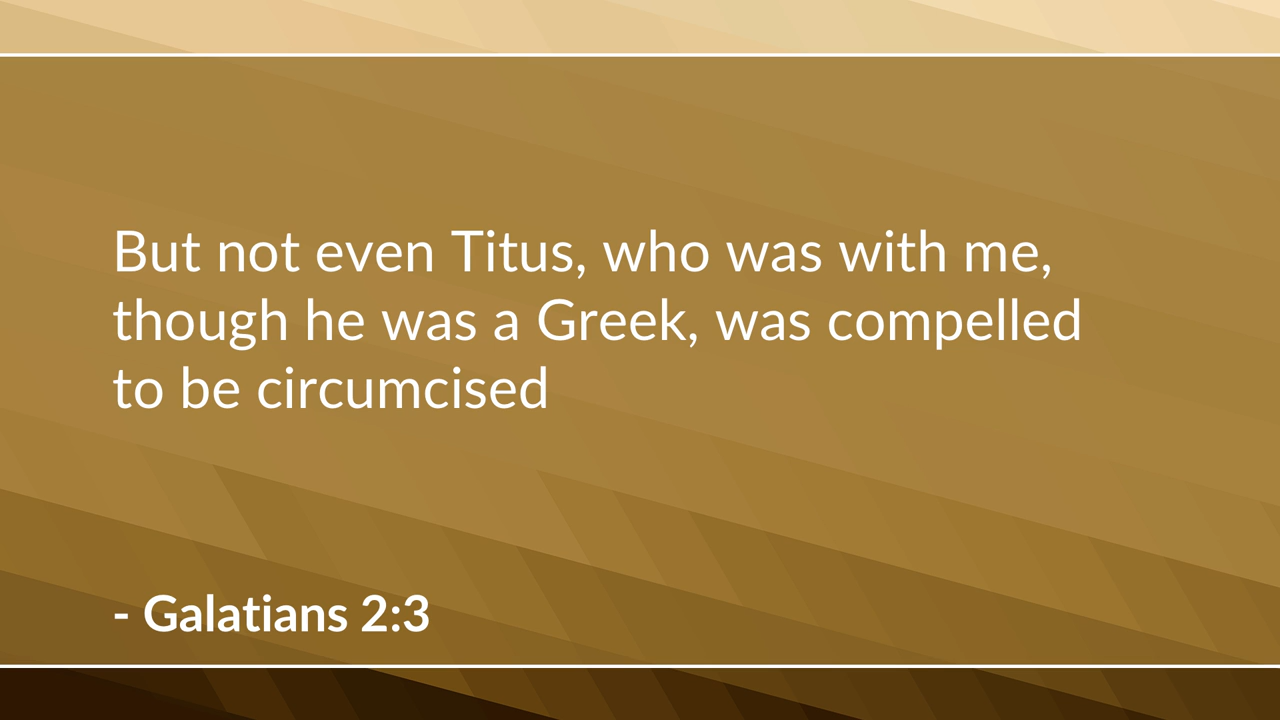 But not even Titus, who was with me,
though he was a Greek, was compelled
to be circumcised
- Galatians 2:3